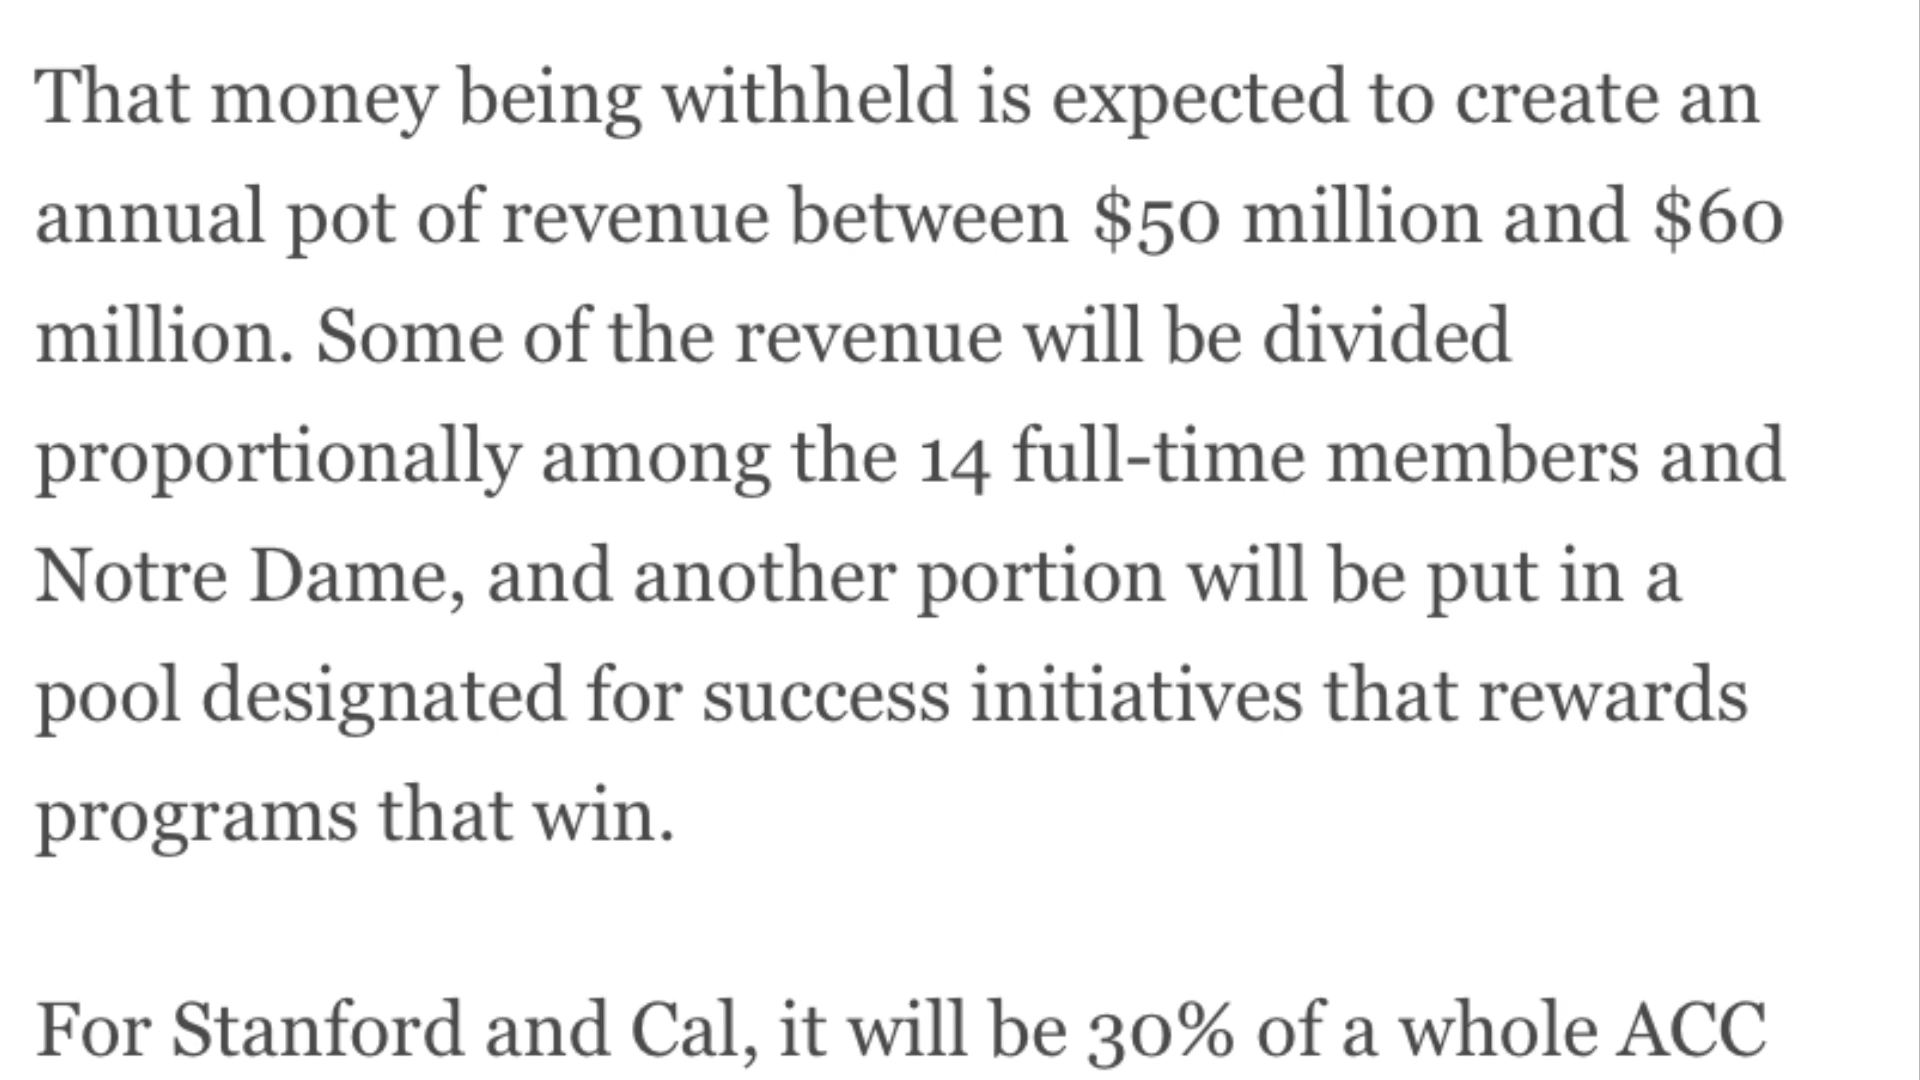 That money being withheld is expected to create an
annual pot of revenue between $50 million and $60
million. Some of the revenue will be divided
proportionally among the 14 full-time members and
Notre Dame, and another portion will be put in a
pool designated for success initiatives that rewards
programs that win.
For Stanford and Cal, it will be 30% of a whole ACC